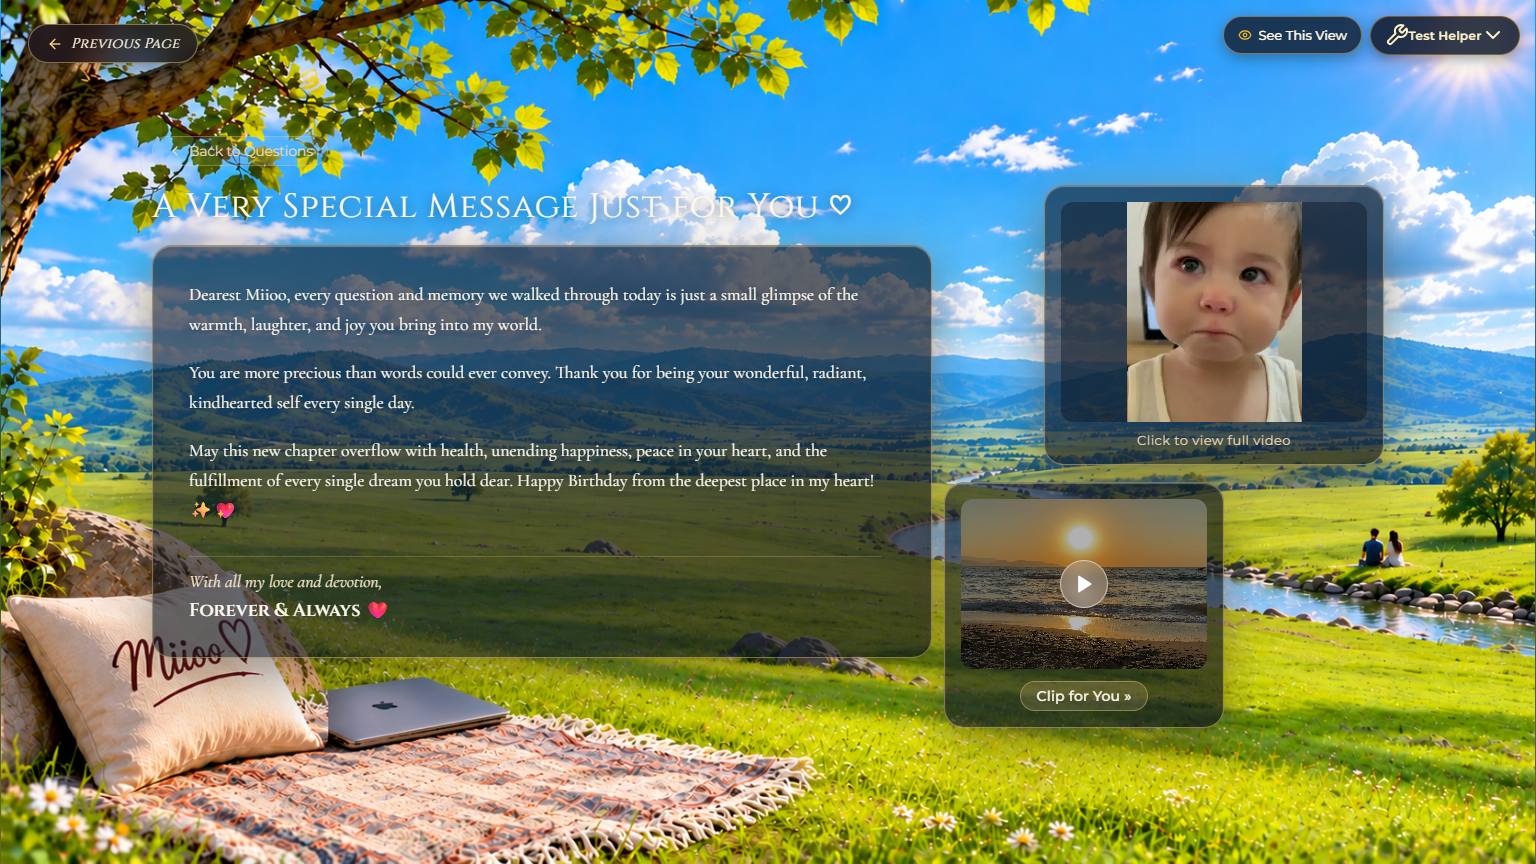 Previous Page
See This View
Test Helper
Back to Questions
A Very Special Message Just for You ♡
Dearest Miioo, every question and memory we walked through today is just a small glimpse of the
warmth, laughter, and joy you bring into my world.
You are more precious than words could ever convey. Thank you for being your wonderful, radiant,
kindhearted self every single day.
May this new chapter overflow with health, unending happiness, peace in your heart, and the
fulfillment of every single dream you hold dear. Happy Birthday from the deepest place in my heart!
✨ 💖
With all my love and devotion,
Forever & Always ❤️
Click to view full video
Clip for You »
Miioo♡